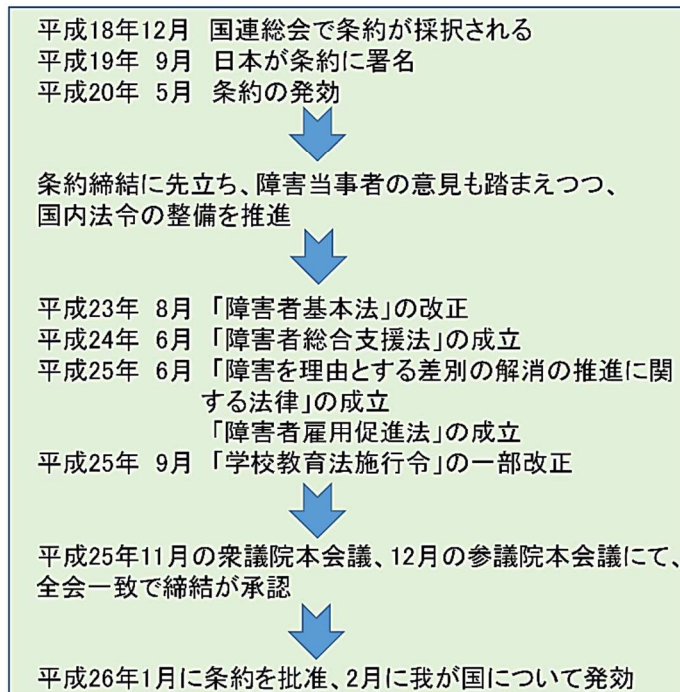 平成18年12月 国連総会で条約が採択される
平成19年 9月 日本が条約に署名
平成20年 5月 条約の発効
条約締結に先立ち、障害当事者の意見も踏まえつつ、
国内法令の整備を推進
平成23年 8月 「障害者基本法」の改正
平成24年 6月 「障害者総合支援法」の成立
平成25年 6月 「障害を理由とする差別の解消の推進に関
する法律」の成立
「障害者雇用促進法」の成立
平成25年 9月 「学校教育法施行令」の一部改正
平成25年11月の衆議院本会議、12月の参議院本会議にて、
全会一致で締結が承認
平成26年1月に条約を批准、2月に我が国について発効